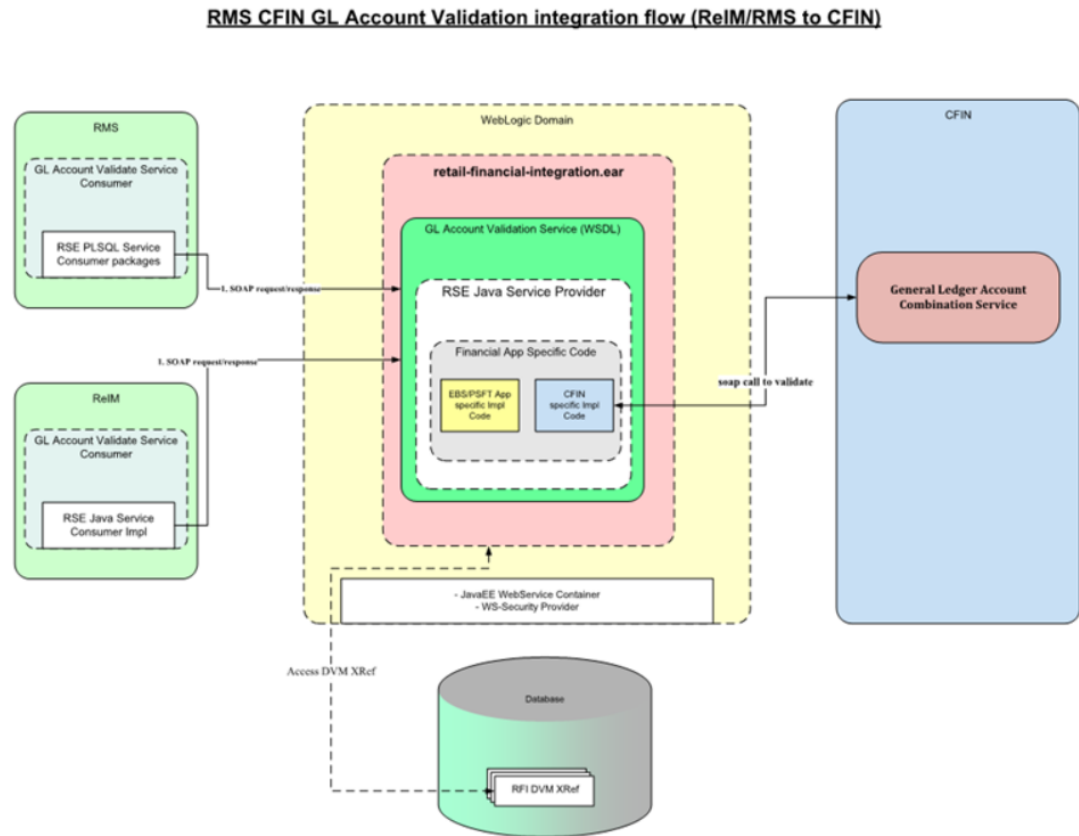 RMS CFIN GL Account Validation integration flow (ReIM/RMS to CFIN)
RMS
GL Account Validate Service
Consumer
RSE PLSQL Service
Consumer packages
1. SOAP request/response
WebLogic Domain
retail-financial-integration.ear
GL Account Validation Service (WSDL)
RSE Java Service Provider
Financial App Specific Code
EBS/PSFT App
specific Impl
Code
CFIN
specific Impl
Code
CFIN
General Ledger Account
Combination Service
soap call to validate
1. SOAP request/response
ReIM
GL Account Validate Service
Consumer
RSE Java Service
Consumer Impl
- JavaEE WebService Container
- WS-Security Provider
Access DVM XRef
Database
RFI DVM XRef